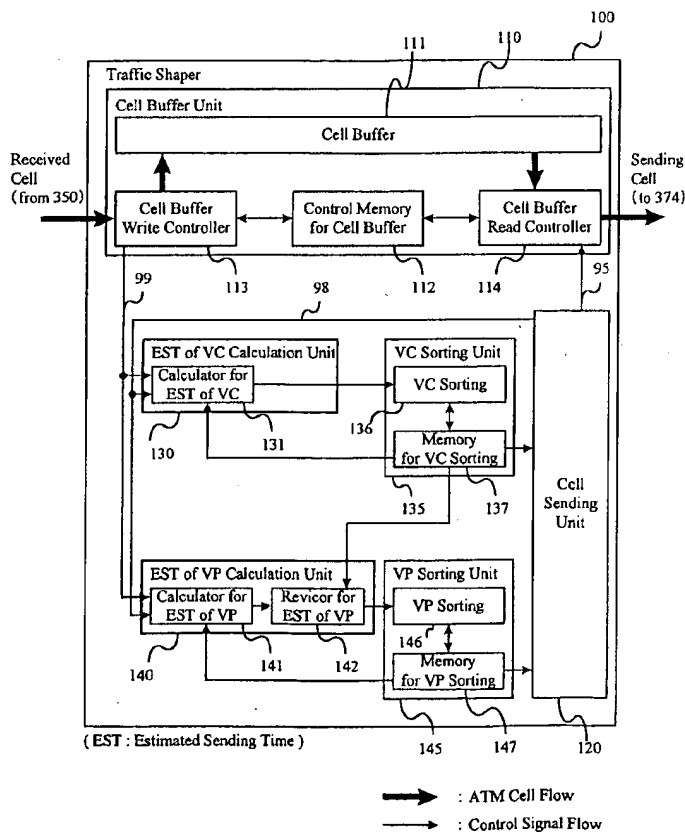 111
110
100
Traffic Shaper
Cell Buffer Unit
Cell Buffer
Received
Cell
(from 350)
Sending
Cell
(to 374)
Cell Buffer
Write Controller
Control Memory
for Cell Buffer
Cell Buffer
Read Controller
99
113
98
112
114
95
EST of VC Calculation Unit
Calculator for
EST of VC
130
131
VC Sorting Unit
VC Sorting
136
Memory
for VC Sorting
135
137
Cell
Sending
Unit
EST of VP Calculation Unit
Calculator for
EST of VP
Revicor for
EST of VP
140
141
142
VP Sorting Unit
VP Sorting
146
Memory
for VP Sorting
145
147
120
( EST : Estimated Sending Time )
: ATM Cell Flow
: Control Signal Flow